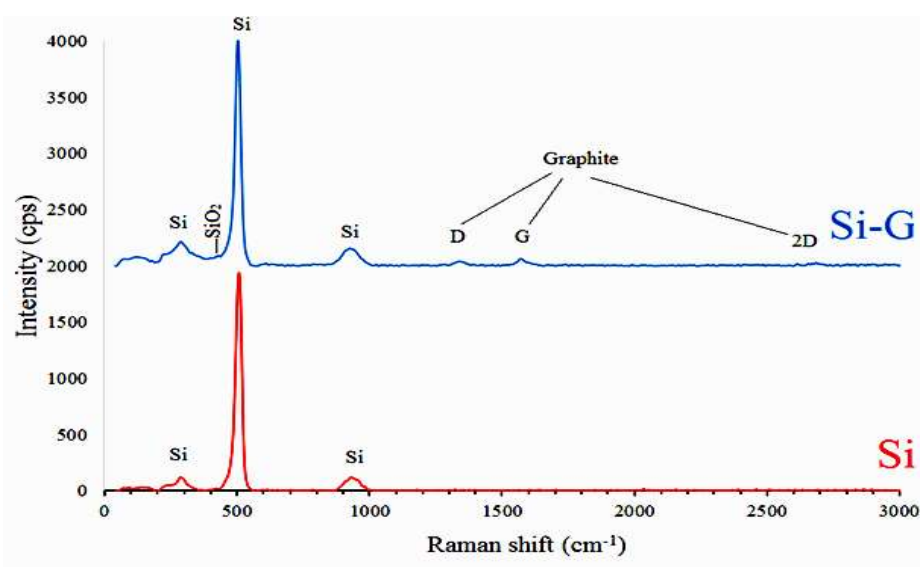 Si
4000
3500
3000
2500
2000
1500
1000
500
0
Intensity (cps)
Graphite
Si
SiO2
Si
D
G
2D
Si-G
Si
Si
Si
0
500
1000
1500
2000
2500
3000
Raman shift (cm-1)